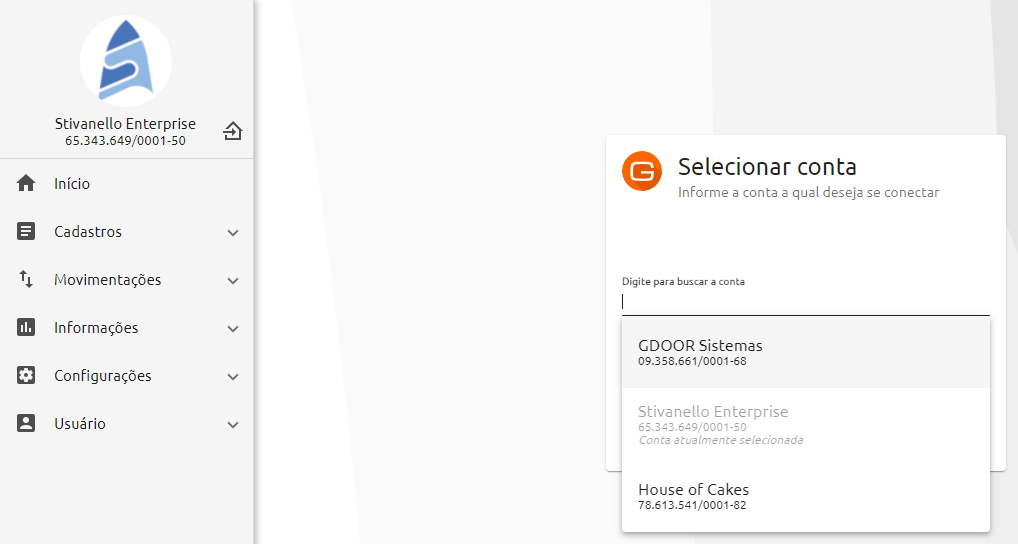 Stivanello Enterprise
65.343.649/0001-50
Início
Cadastros
Movimentações
Informações
Configurações
Usuário
G
Selecionar conta
Informe a conta a qual deseja se conectar
Digite para buscar a conta
GDOOR Sistemas
09.358.661/0001-68
Stivanello Enterprise
65.343.649/0001-50
Conta atualmente selecionada
House of Cakes
78.613.541/0001-82